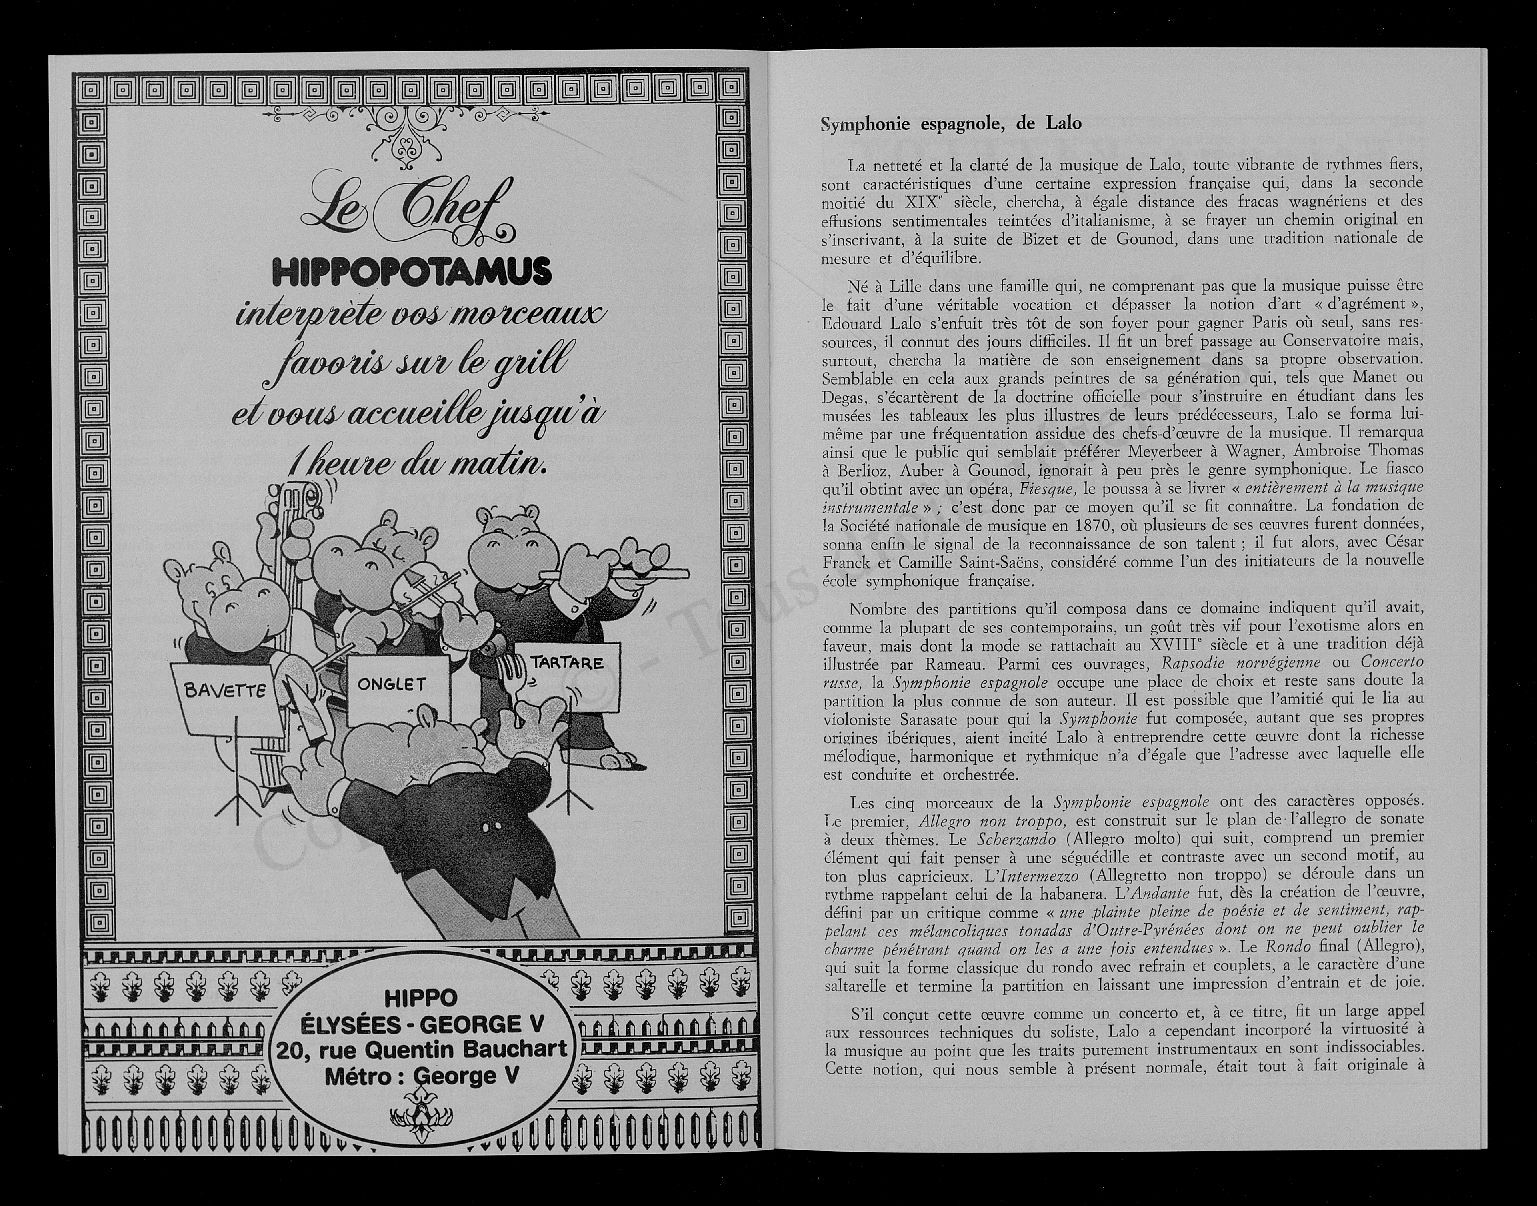 Le Chef
HIPPOPOTAMUS
interprète vos morceaux
favoris sur le grill
et vous accueille jusqu'à
1 heure du matin.
BAVETTE
ONGLET
TARTARE
HIPPO
ÉLYSÉES - GEORGE V
20, rue Quentin Bauchart
Métro : George V
Symphonie espagnole, de Lalo
La netteté et la clarté de la musique de Lalo, toute vibrante de rythmes fiers,
sont caractéristiques d'une certaine expression française qui, dans la seconde
moitié du XIXe siècle, chercha, à égale distance des fracas wagnériens et des
effusions sentimentales teintées d'italianisme, à se frayer un chemin original en
s'inscrivant, à la suite de Bizet et de Gounod, dans une tradition nationale de
mesure et d'équilibre.
Né à Lille dans une famille qui, ne comprenant pas que la musique puisse être
le fait d'une véritable vocation et dépasser la notion d'art « d'agrément »,
Edouard Lalo s'enfuit très tôt de son foyer pour gagner Paris où seul, sans res-
sources, il connut des jours difficiles. Il fit un bref passage au Conservatoire mais,
surtout, chercha la matière de son enseignement dans sa propre observation.
Semblable en cela aux grands peintres de sa génération qui, tels que Manet ou
Degas, s'écartèrent de la doctrine officielle pour s'instruire en étudiant dans les
musées les tableaux les plus illustres de leurs prédécesseurs, Lalo se forma lui-
même par une fréquentation assidue des chefs-d'œuvre de la musique. Il remarqua
ainsi que le public qui semblait préférer Meyerbeer à Wagner, Ambroise Thomas
à Berlioz, Auber à Gounod, ignorait à peu près le genre symphonique. Le fiasco
qu'il obtint avec un opéra, Fiesque, le poussa à se livrer « entièrement à la musique
instrumentale » ; c'est donc par ce moyen qu'il se fit connaître. La fondation de
la Société nationale de musique en 1870, où plusieurs de ses œuvres furent données,
sonna enfin le signal de la reconnaissance de son talent ; il fut alors, avec César
Franck et Camille Saint-Saëns, considéré comme l'un des initiateurs de la nouvelle
école symphonique française.
Nombre des partitions qu'il composa dans ce domaine indiquent qu'il avait,
comme la plupart de ses contemporains, un goût très vif pour l'exotisme alors en
faveur, mais dont la mode se rattachait au XVIIIe siècle et à une tradition déjà
illustrée par Rameau. Parmi ces ouvrages, Rapsodie norvégienne ou Concerto
russe, la Symphonie espagnole occupe une place de choix et reste sans doute la
partition la plus connue de son auteur. Il est possible que l'amitié qui le lia au
violoniste Sarasate pour qui la Symphonie fut composée, autant que ses propres
origines ibériques, aient incité Lalo à entreprendre cette œuvre dont la richesse
mélodique, harmonique et rythmique n'a d'égale que l'adresse avec laquelle elle
est conduite et orchestrée.
Les cinq morceaux de la Symphonie espagnole ont des caractères opposés.
Le premier, Allegro non troppo, est construit sur le plan de l'allegro de sonate
à deux thèmes. Le Scherzando (Allegro molto) qui suit, comprend un premier
élément qui fait penser à une séguédille et contraste avec un second motif, au
ton plus capricieux. L'Intermezzo (Allegretto non troppo) se déroule dans un
rythme rappelant celui de la habanera. L'Andante fut, dès la création de l'œuvre,
défini par un critique comme « une plainte pleine de poésie et de sentiment, rap-
pelant ces mélancoliques tonadas d'Outre-Pyrénées dont on ne peut oublier le
charme pénétrant quand on les a une fois entendues ». Le Rondo final (Allegro),
qui suit la forme classique du rondo avec refrain et couplets, a le caractère d'une
saltarelle et termine la partition en laissant une impression d'entrain et de joie.
S'il conçut cette œuvre comme un concerto et, à ce titre, fit un large appel
aux ressources techniques du soliste, Lalo a cependant incorporé la virtuosité à
la musique au point que les traits purement instrumentaux en sont indissociables.
Cette notion, qui nous semble à présent normale, était tout à fait originale à